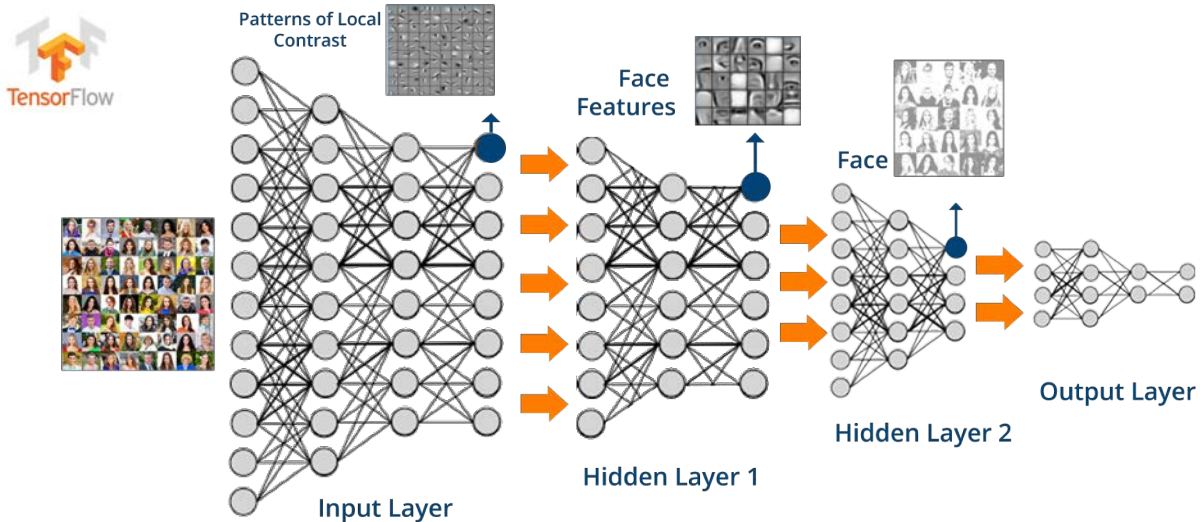 TensorFlow
Patterns of Local
Contrast
Face
Features
Face
Input Layer
Hidden Layer 1
Hidden Layer 2
Output Layer